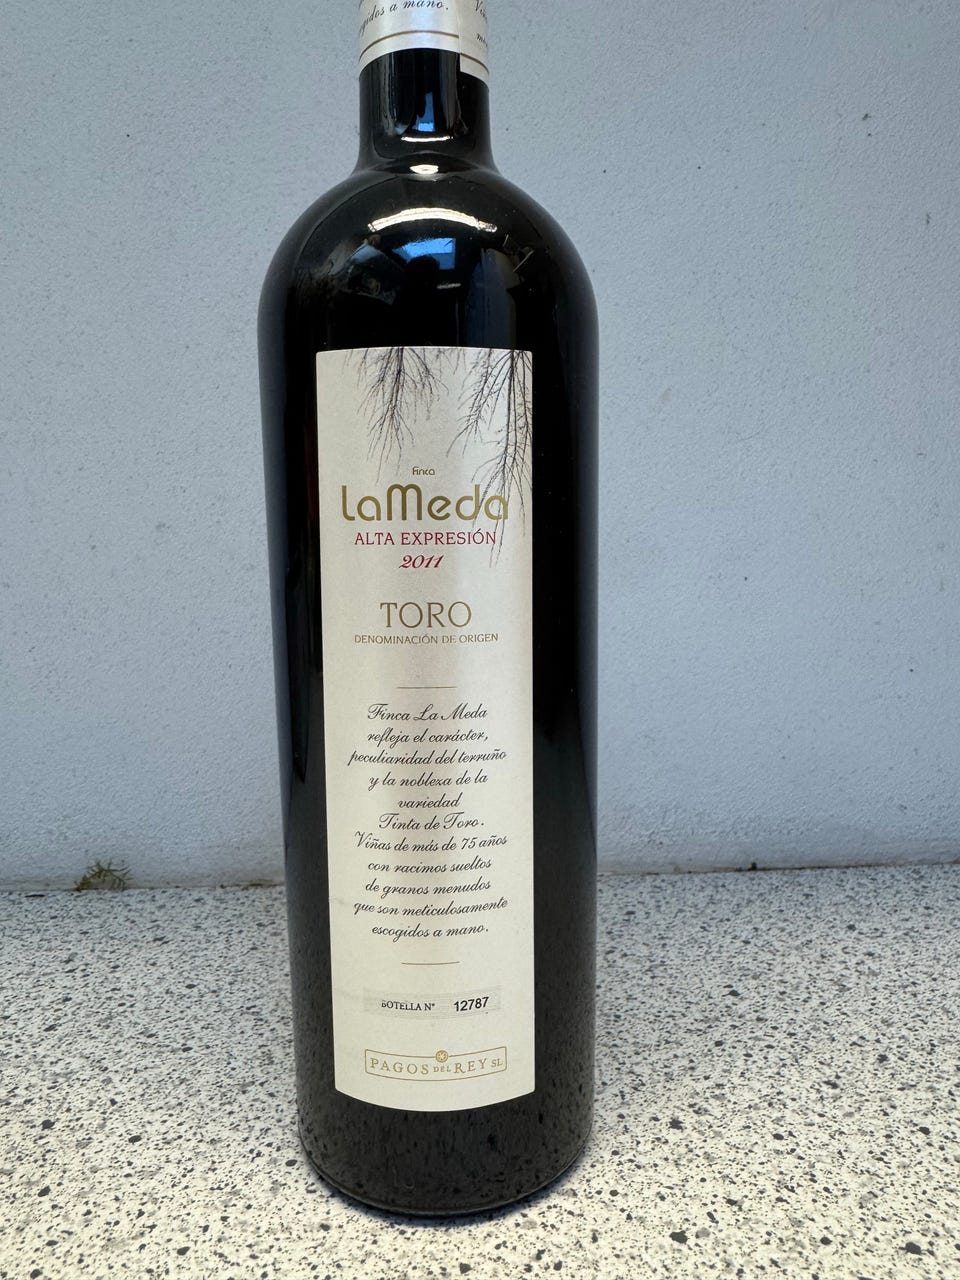 escogidos a mano.
Finca
LaMeda
ALTA EXPRESIÓN
2011
TORO
DENOMINACIÓN DE ORIGEN
Finca La Meda
refleja el carácter,
peculiaridad del terruño
y la nobleza de la
variedad
Tinta de Toro.
Viñas de más de 75 años
con racimos sueltos
de granos menudos
que son meticulosamente
escogidos a mano.
BOTELLA Nº 12787
PAGOS DEL REY SL